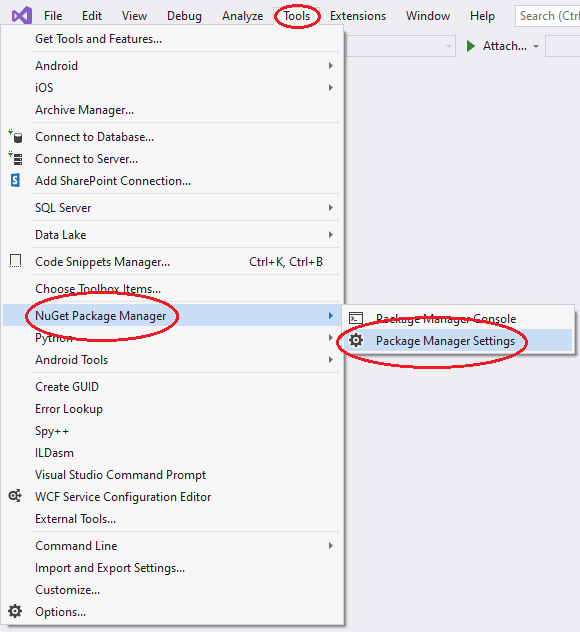 File Edit View Debug Analyze Tools Extensions Window Help Search (Ctr
Get Tools and Features...
Attach...
Android
iOS
Archive Manager...
Connect to Database...
Connect to Server...
Add SharePoint Connection...
SQL Server
Data Lake
Code Snippets Manager... Ctrl+K, Ctrl+B
Choose Toolbox Items...
NuGet Package Manager
Package Manager Console
Python
Package Manager Settings
Android Tools
Create GUID
Error Lookup
Spy++
ILDasm
Visual Studio Command Prompt
WCF Service Configuration Editor
External Tools...
Command Line
Import and Export Settings...
Customize...
Options...